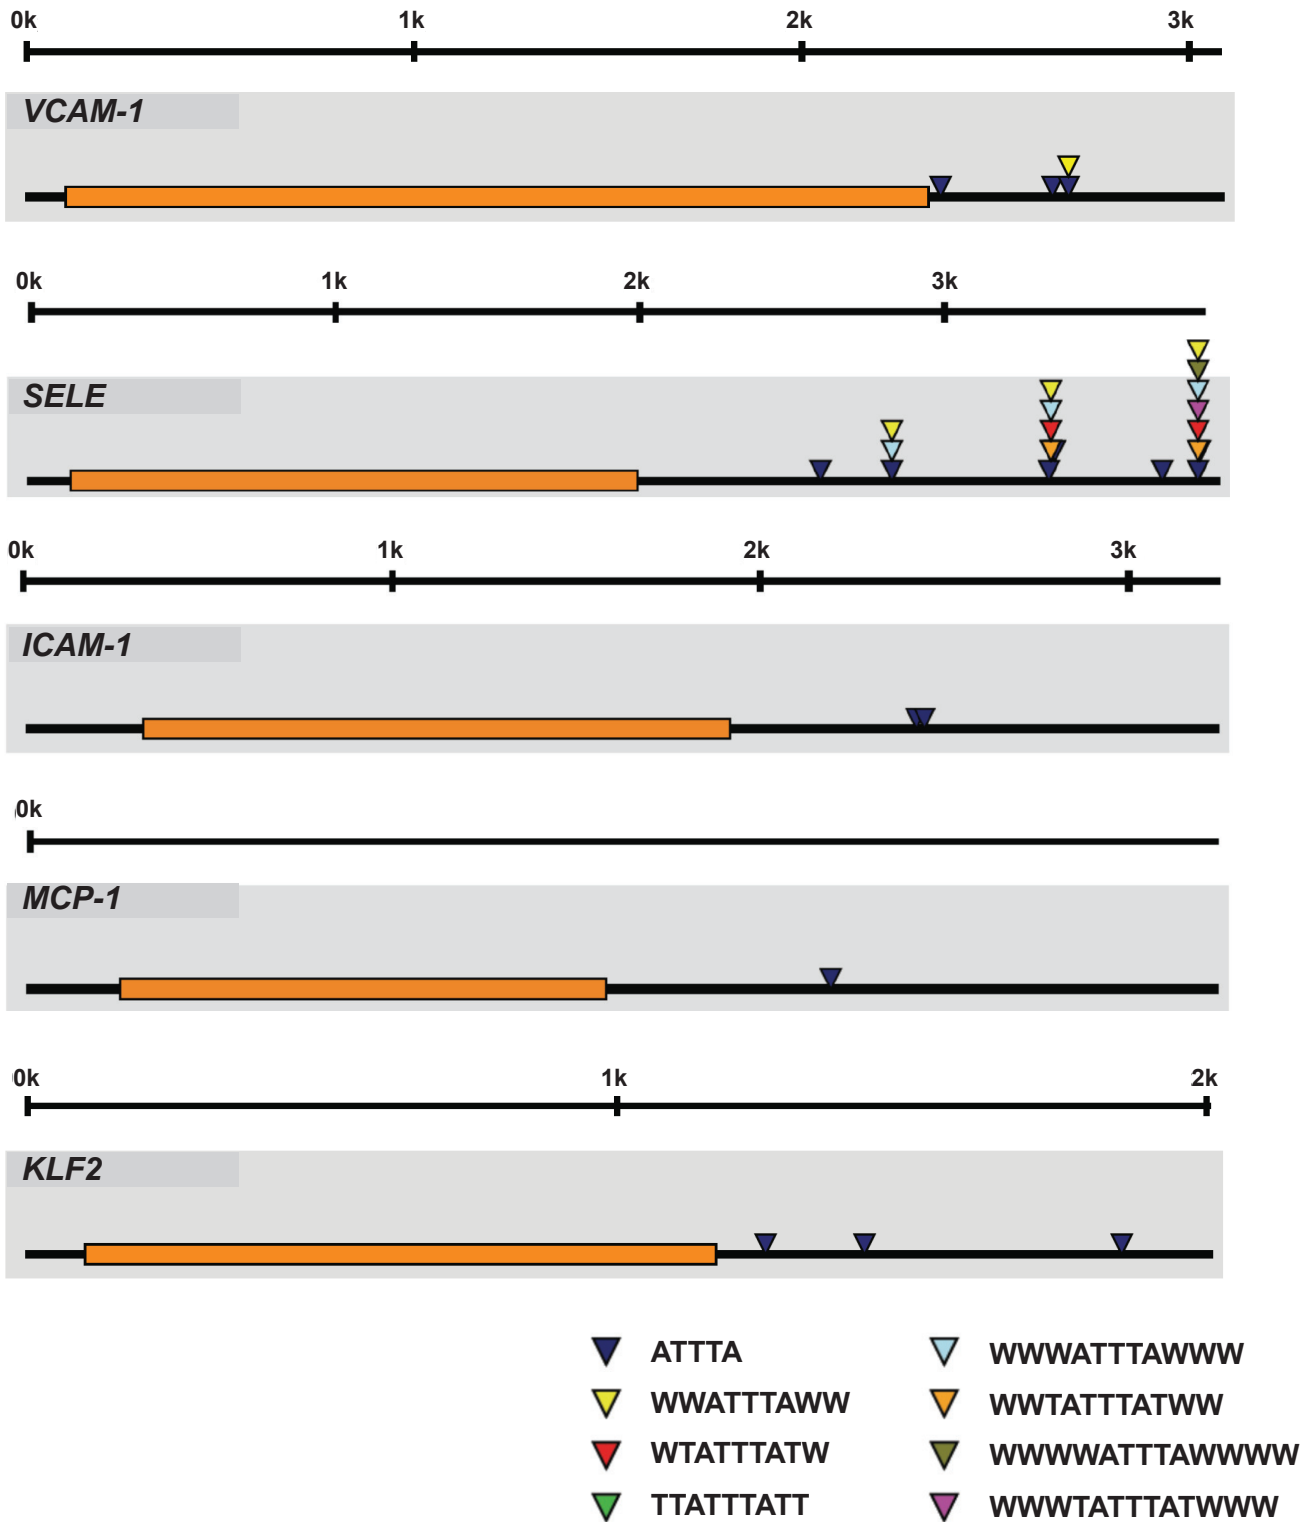 0k 1k 2k 3k
VCAM-1
0k 1k 2k 3k
SELE
0k 1k 2k 3k
ICAM-1
0k
MCP-1
0k 1k 2k
KLF2
ATTTA WWWATTTAWWW
WWATTTAWW WWTATTTATWW
WTATTTATW WWWWATTTAWWWW
TTATTTATT WWWTATTTATWWW